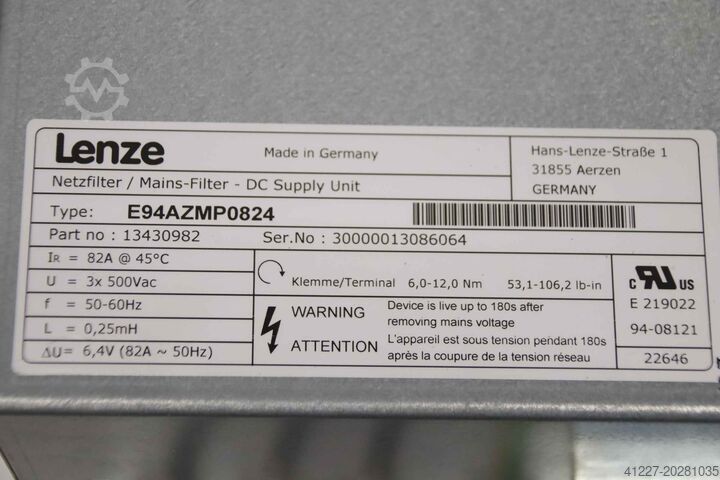 Lenze
Made in Germany
Hans-Lenze-Straße 1
31855 Aerzen
GERMANY
Netzfilter / Mains-Filter - DC Supply Unit
Type: E94AZMP0824
Part no : 13430982 Ser.No : 30000013086064
IR = 82A @ 45°C
U = 3x 500Vac
f = 50-60Hz
L = 0,25mH
ΔU= 6,4V (82A ~ 50Hz)
Klemme/Terminal 6,0-12,0 Nm 53,1-106,2 lb-in
WARNING Device is live up to 180s after
removing mains voltage
ATTENTION L'appareil est sous tension pendant 180s
après la coupure de la tension réseau
c RU US
E 219022
94-08121
22646
41227-20281035